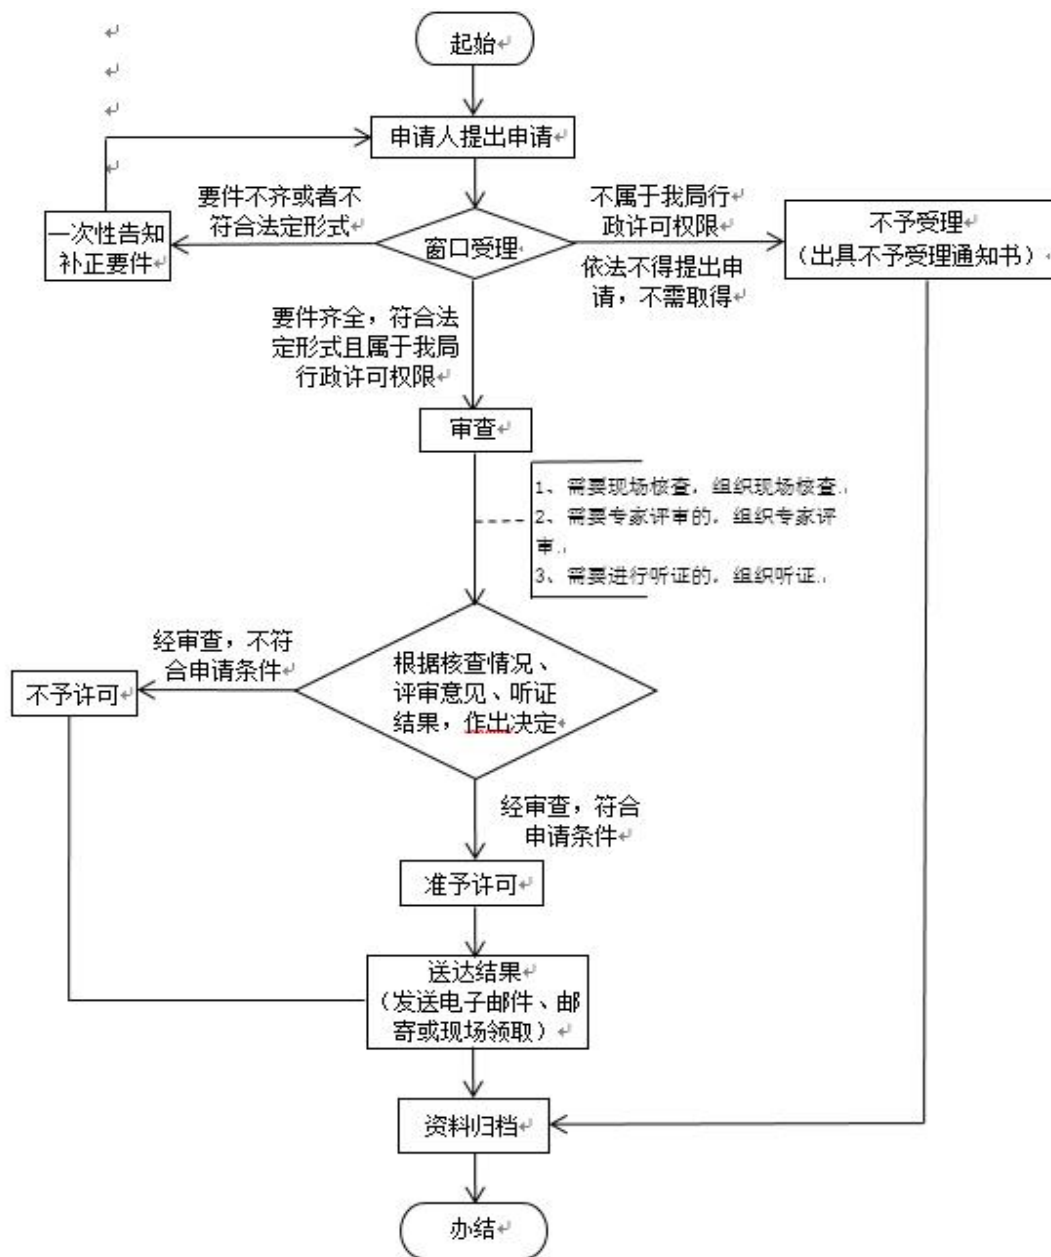 起始
申请人提出申请
要件不齐或者不
符合法定形式
一次性告知
补正要件
窗口受理
不属于我局行
政许可权限
依法不得提出申
请，不需取得
不予受理
（出具不予受理通知书）
要件齐全，符合法
定形式且属于我局
行政许可权限
审查
1、需要现场核查，组织现场核查.
2、需要专家评审的，组织专家评
审.
3、需要进行听证的，组织听证.
经审查，不符
合申请条件
不予许可
根据核查情况、
评审意见、听证
结果，作出决定
经审查，符合
申请条件
准予许可
送达结果
（发送电子邮件、邮
寄或现场领取）
资料归档
办结